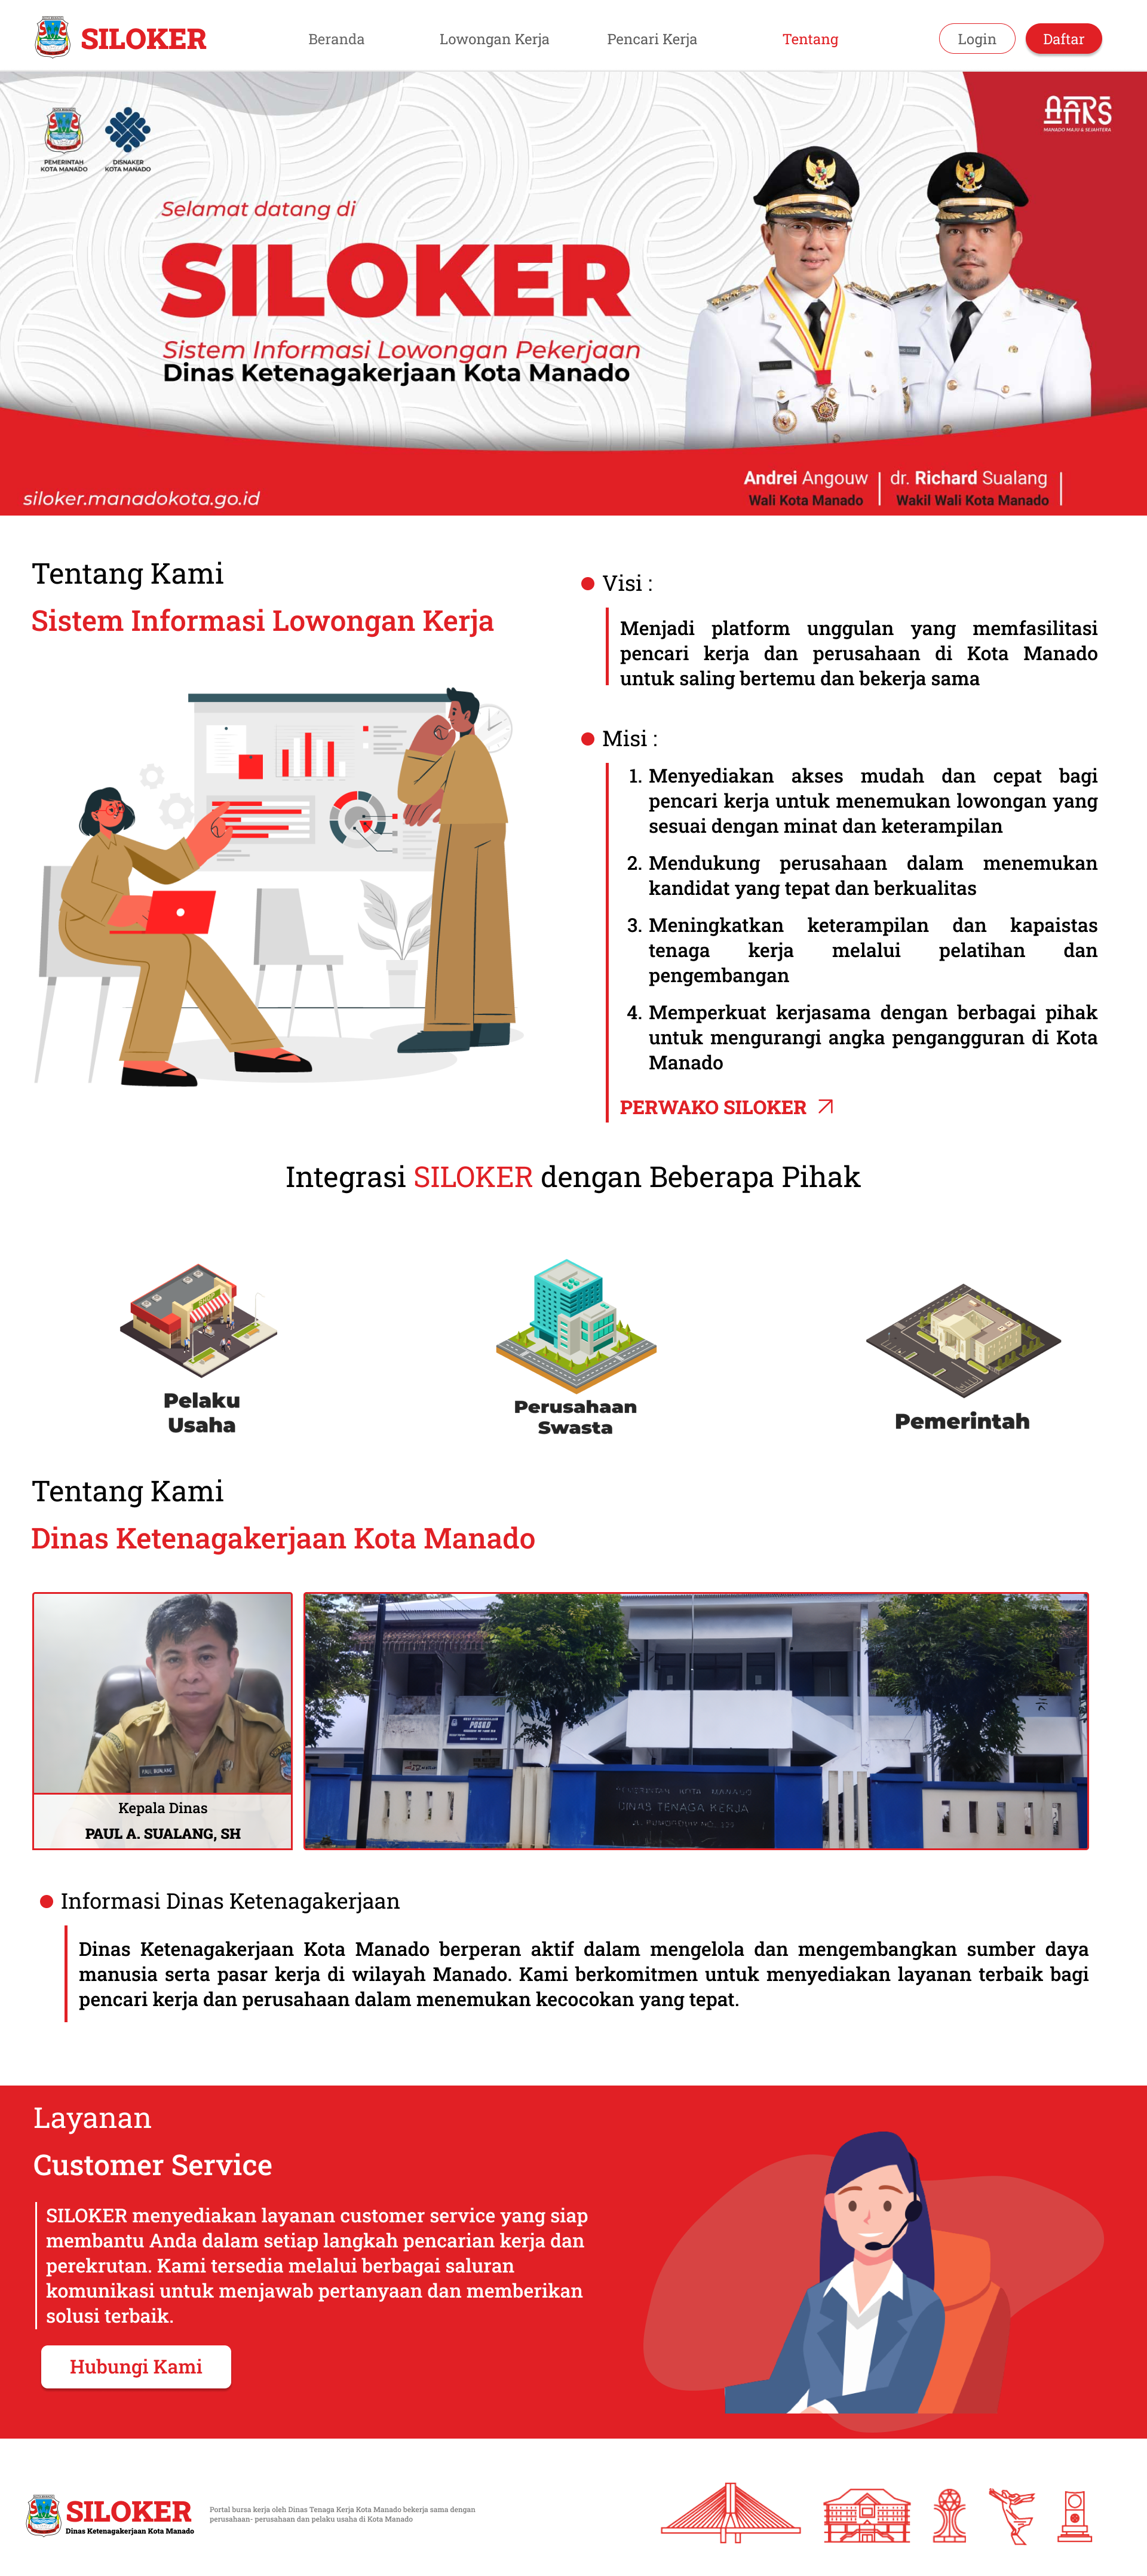 SILOKER
Beranda
Lowongan Kerja
Pencari Kerja
Tentang
Login
Daftar
PEMERINTAH
KOTA MANADO
DISNAKER
KOTA MANADO
AARS
MANADO MAJU & SEJAHTERA
Selamat datang di
SILOKER
Sistem Informasi Lowongan Pekerjaan
Dinas Ketenagakerjaan Kota Manado
siloker.manadokota.go.id
Andrei Angouw
Wali Kota Manado
dr. Richard Sualang
Wakil Wali Kota Manado
Tentang Kami
Sistem Informasi Lowongan Kerja
Visi :
Menjadi platform unggulan yang memfasilitasi
pencari kerja dan perusahaan di Kota Manado
untuk saling bertemu dan bekerja sama
Misi :
1. Menyediakan akses mudah dan cepat bagi
pencari kerja untuk menemukan lowongan yang
sesuai dengan minat dan keterampilan
2. Mendukung perusahaan dalam menemukan
kandidat yang tepat dan berkualitas
3. Meningkatkan keterampilan dan kapaistas
tenaga kerja melalui pelatihan dan
pengembangan
4. Memperkuat kerjasama dengan berbagai pihak
untuk mengurangi angka pengangguran di Kota
Manado
PERWAKO SILOKER
Integrasi SILOKER dengan Beberapa Pihak
SHOP
Pelaku
Usaha
Perusahaan
Swasta
Pemerintah
Tentang Kami
Dinas Ketenagakerjaan Kota Manado
Kepala Dinas
PAUL A. SUALANG, SH
POSKO
PEMERINTAH KOTA MANADO
DINAS TENAGA KERJA
Informasi Dinas Ketenagakerjaan
Dinas Ketenagakerjaan Kota Manado berperan aktif dalam mengelola dan mengembangkan sumber daya
manusia serta pasar kerja di wilayah Manado. Kami berkomitmen untuk menyediakan layanan terbaik bagi
pencari kerja dan perusahaan dalam menemukan kecocokan yang tepat.
Layanan
Customer Service
SILOKER menyediakan layanan customer service yang siap
membantu Anda dalam setiap langkah pencarian kerja dan
perekrutan. Kami tersedia melalui berbagai saluran
komunikasi untuk menjawab pertanyaan dan memberikan
solusi terbaik.
Hubungi Kami
SILOKER
Dinas Ketenagakerjaan Kota Manado
Portal bursa kerja oleh Dinas Tenaga Kerja Kota Manado bekerja sama dengan
perusahaan- perusahaan dan pelaku usaha di Kota Manado